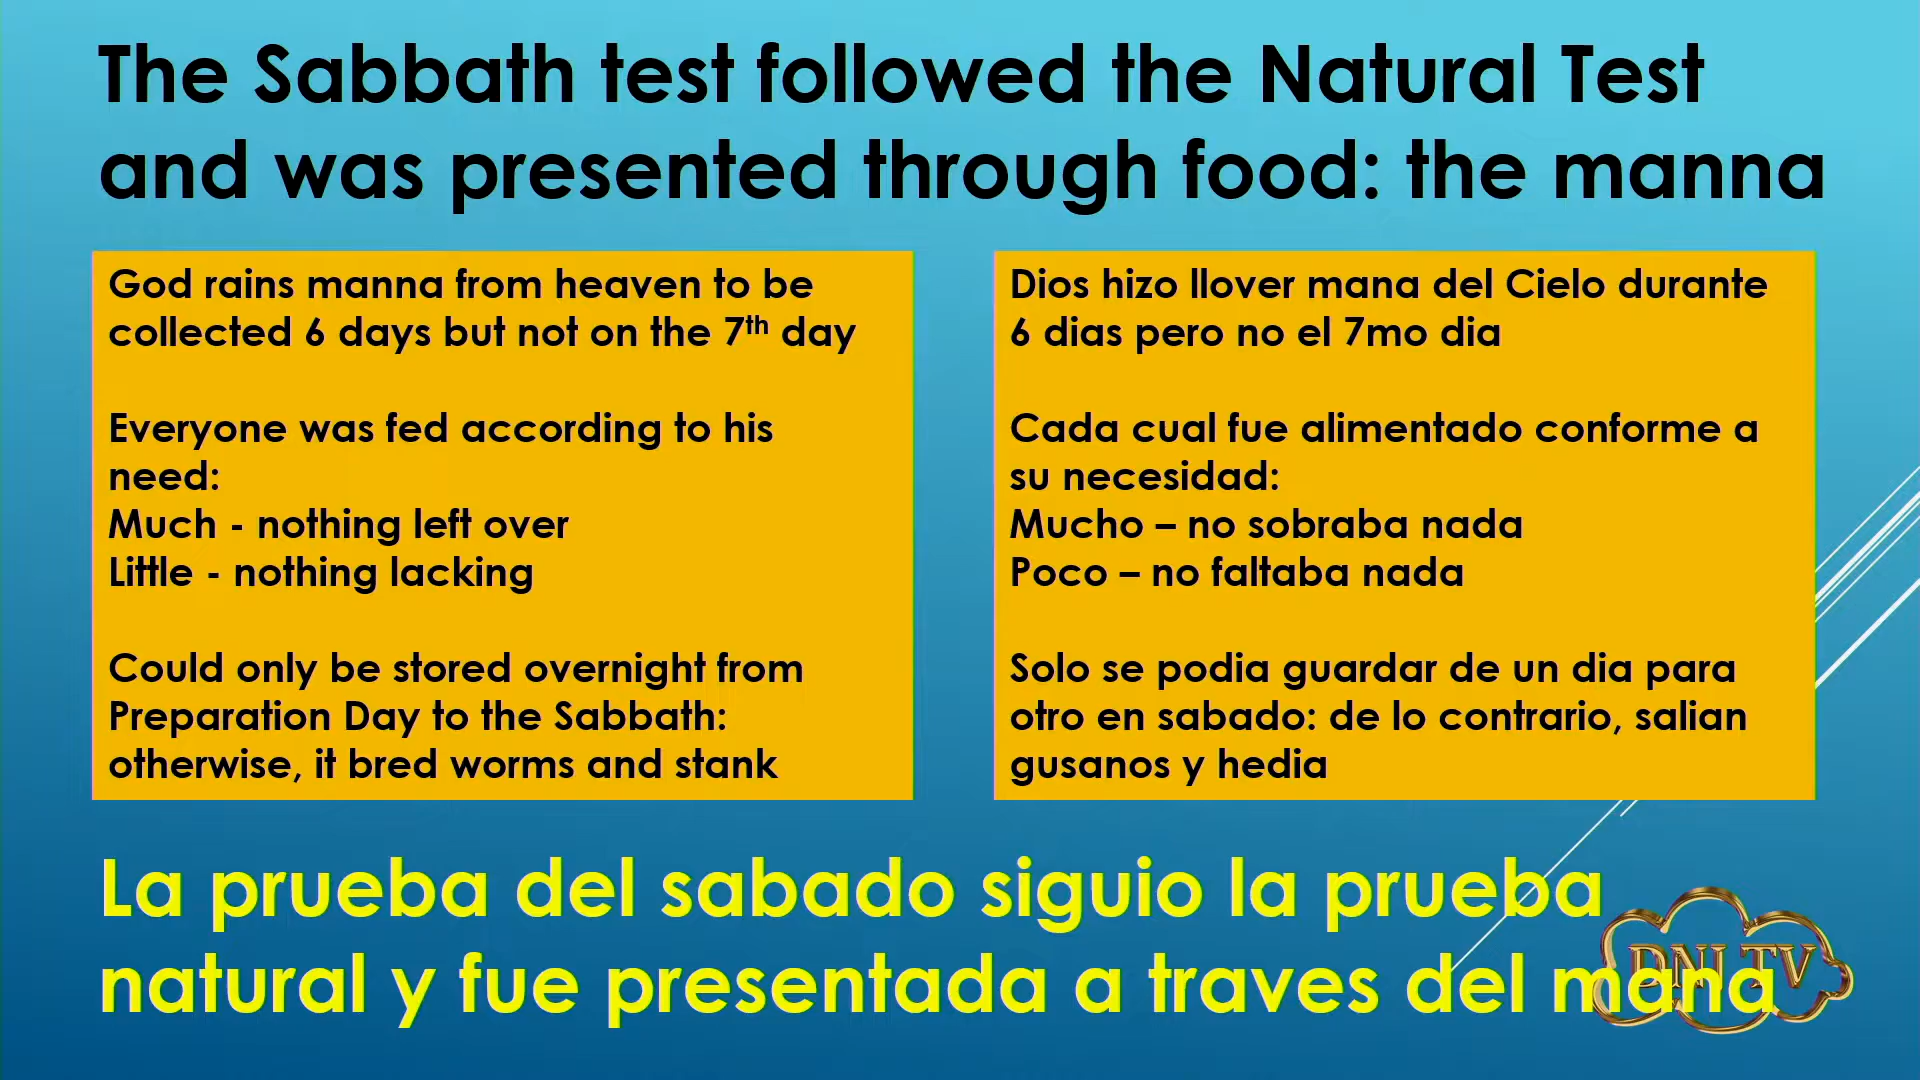 The Sabbath test followed the Natural Test
and was presented through food: the manna
God rains manna from heaven to be
collected 6 days but not on the 7th day
Everyone was fed according to his
need:
Much - nothing left over
Little - nothing lacking
Could only be stored overnight from
Preparation Day to the Sabbath:
otherwise, it bred worms and stank
Dios hizo llover mana del Cielo durante
6 dias pero no el 7mo dia
Cada cual fue alimentado conforme a
su necesidad:
Mucho – no sobraba nada
Poco – no faltaba nada
Solo se podia guardar de un dia para
otro en sabado: de lo contrario, salian
gusanos y hedia
La prueba del sabado siguio la prueba
natural y fue presentada a traves del mana
DNI TV